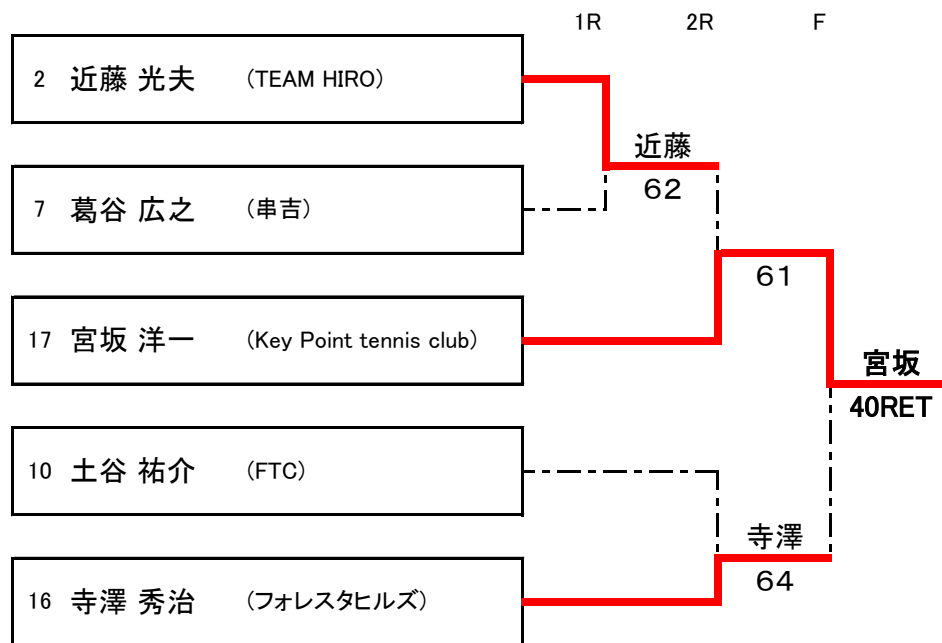 1R 2R F
2 近藤 光夫 (TEAM HIRO)
近藤
62
7 葛谷 広之 (串吉)
61
17 宮坂 洋一 (Key Point tennis club)
宮坂
40RET
10 土谷 祐介 (FTC)
寺澤
64
16 寺澤 秀治 (フォレスタヒルズ)